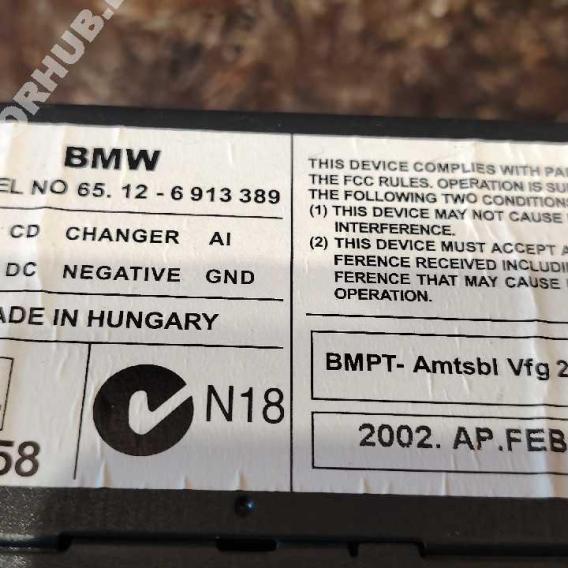 ORHUB.
BMW
EL NO 65. 12 - 6 913 389
CD CHANGER AI
DC NEGATIVE GND
ADE IN HUNGARY
N18
58
THIS DEVICE COMPLIES WITH PA
THE FCC RULES. OPERATION IS SU
THE FOLLOWING TWO CONDITIONS
(1) THIS DEVICE MAY NOT CAUSE
INTERFERENCE.
(2) THIS DEVICE MUST ACCEPT A
FERENCE RECEIVED INCLUDI
FERENCE THAT MAY CAUSE
OPERATION.
BMPT- Amtsbl Vfg 2
2002. AP.FEB